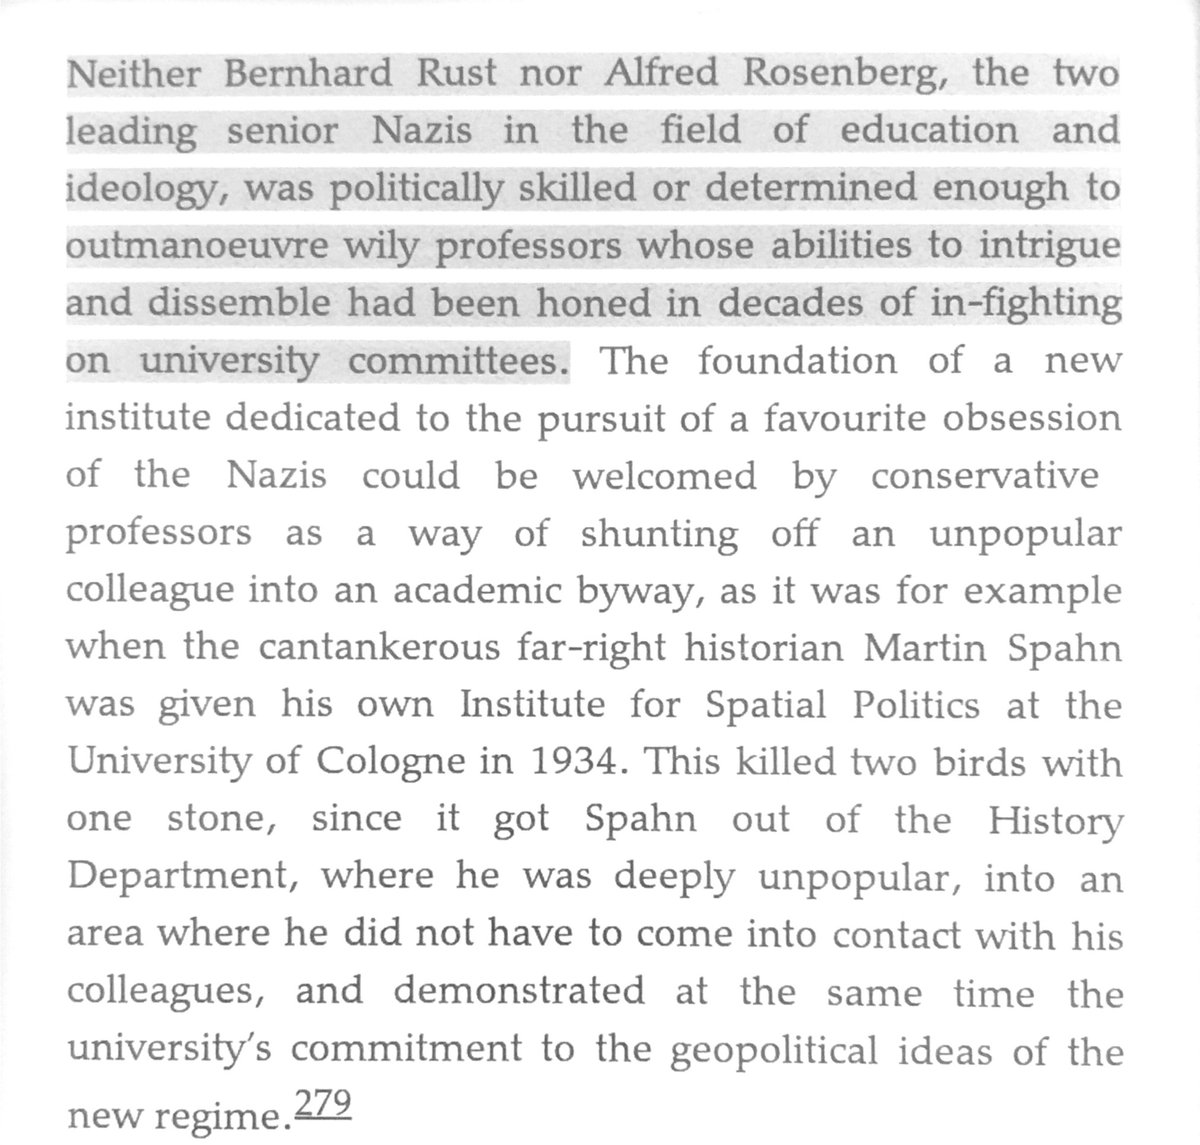 Neither Bernhard Rust nor Alfred Rosenberg, the two
leading senior Nazis in the field of education and
ideology, was politically skilled or determined enough to
outmanoeuvre wily professors whose abilities to intrigue
and dissemble had been honed in decades of in-fighting
on university committees. The foundation of a new
institute dedicated to the pursuit of a favourite obsession
of the Nazis could be welcomed by conservative
professors as a way of shunting off an unpopular
colleague into an academic byway, as it was for example
when the cantankerous far-right historian Martin Spahn
was given his own Institute for Spatial Politics at the
University of Cologne in 1934. This killed two birds with
one stone, since it got Spahn out of the History
Department, where he was deeply unpopular, into an
area where he did not have to come into contact with his
colleagues, and demonstrated at the same time the
university's commitment to the geopolitical ideas of the
new regime.279